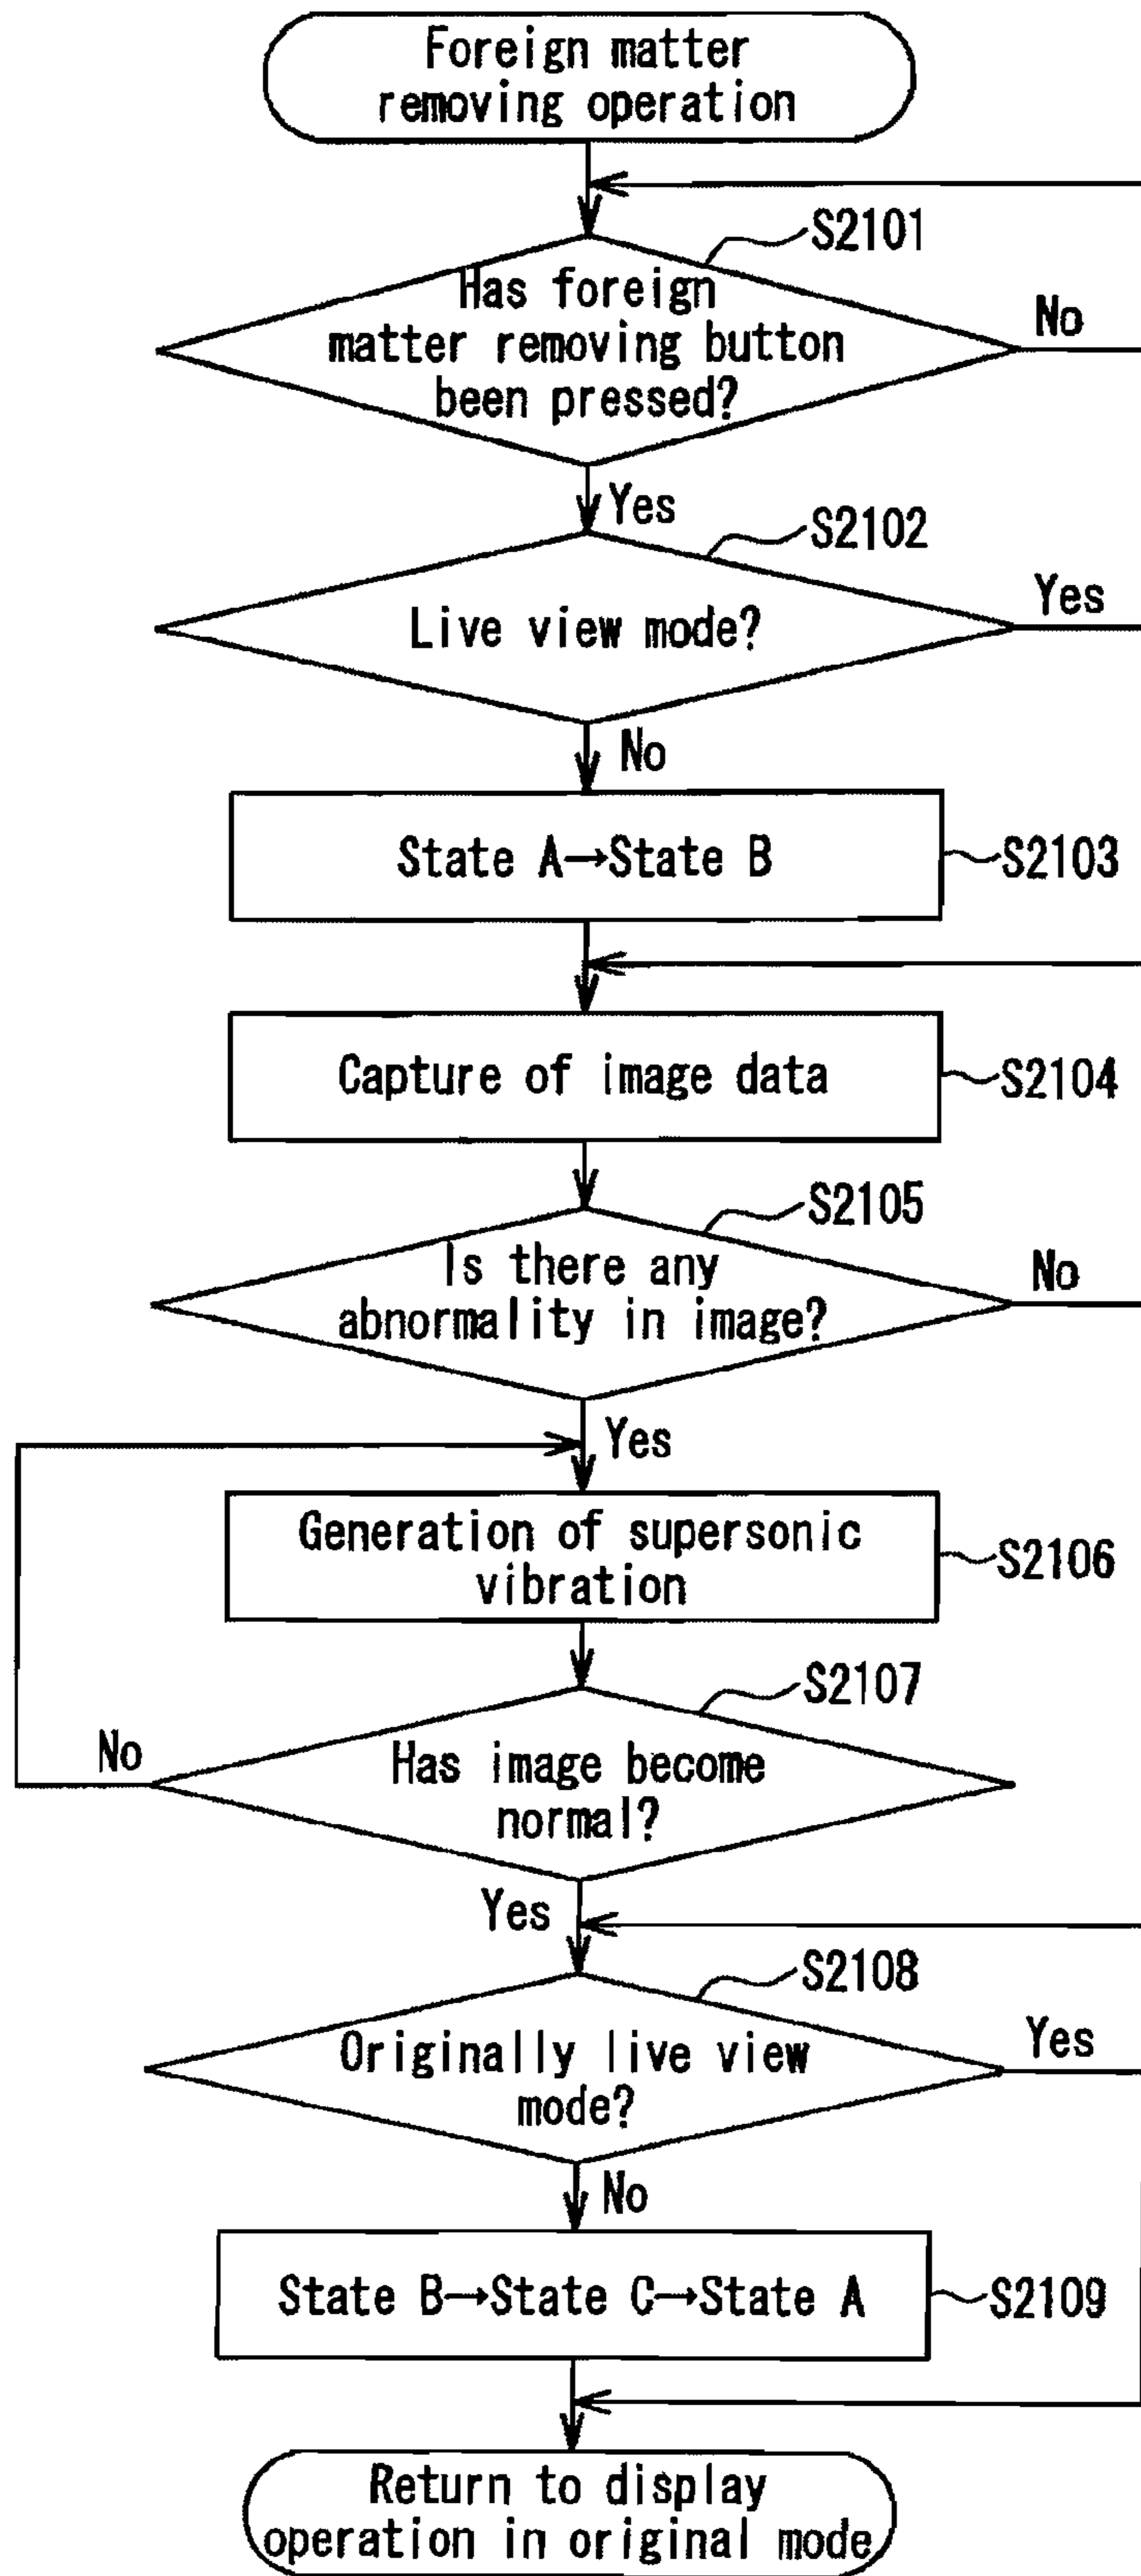 Foreign matter
removing operation
S2101
Has foreign
matter removing button
been pressed?
No
Yes
S2102
Live view mode?
Yes
No
State A→State B
S2103
Capture of image data
S2104
S2105
Is there any
abnormality in image?
No
Yes
Generation of supersonic
vibration
S2106
S2107
Has image become
normal?
No
Yes
S2108
Originally live view
mode?
Yes
No
State B→State C→State A
S2109
Return to display
operation in original mode